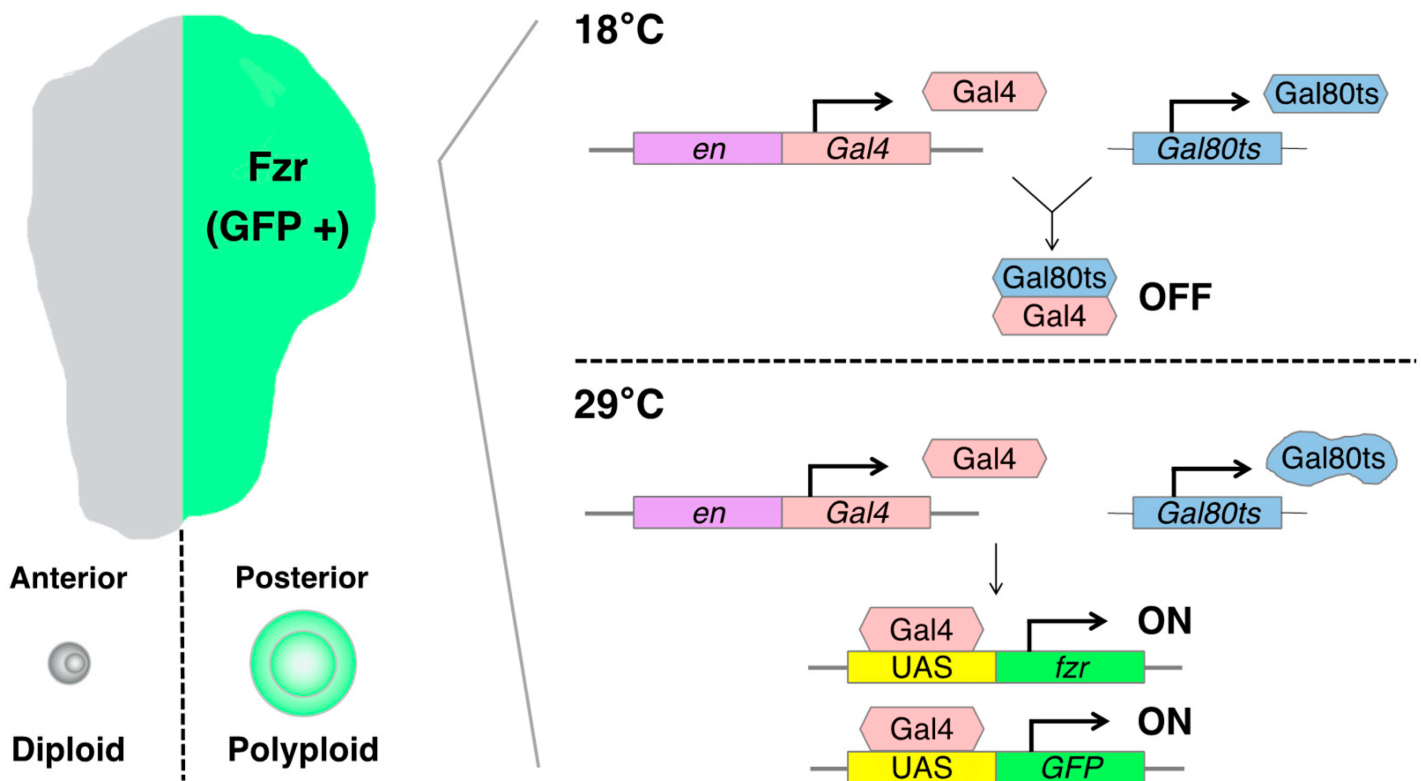 Fzr
(GFP +)
Anterior
Posterior
Diploid
Polyploid
18°C
Gal4
Gal80ts
en
Gal4
Gal80ts
Gal80ts
Gal4
OFF
29°C
Gal4
Gal80ts
en
Gal4
Gal80ts
Gal4
ON
UAS
fzr
Gal4
ON
UAS
GFP